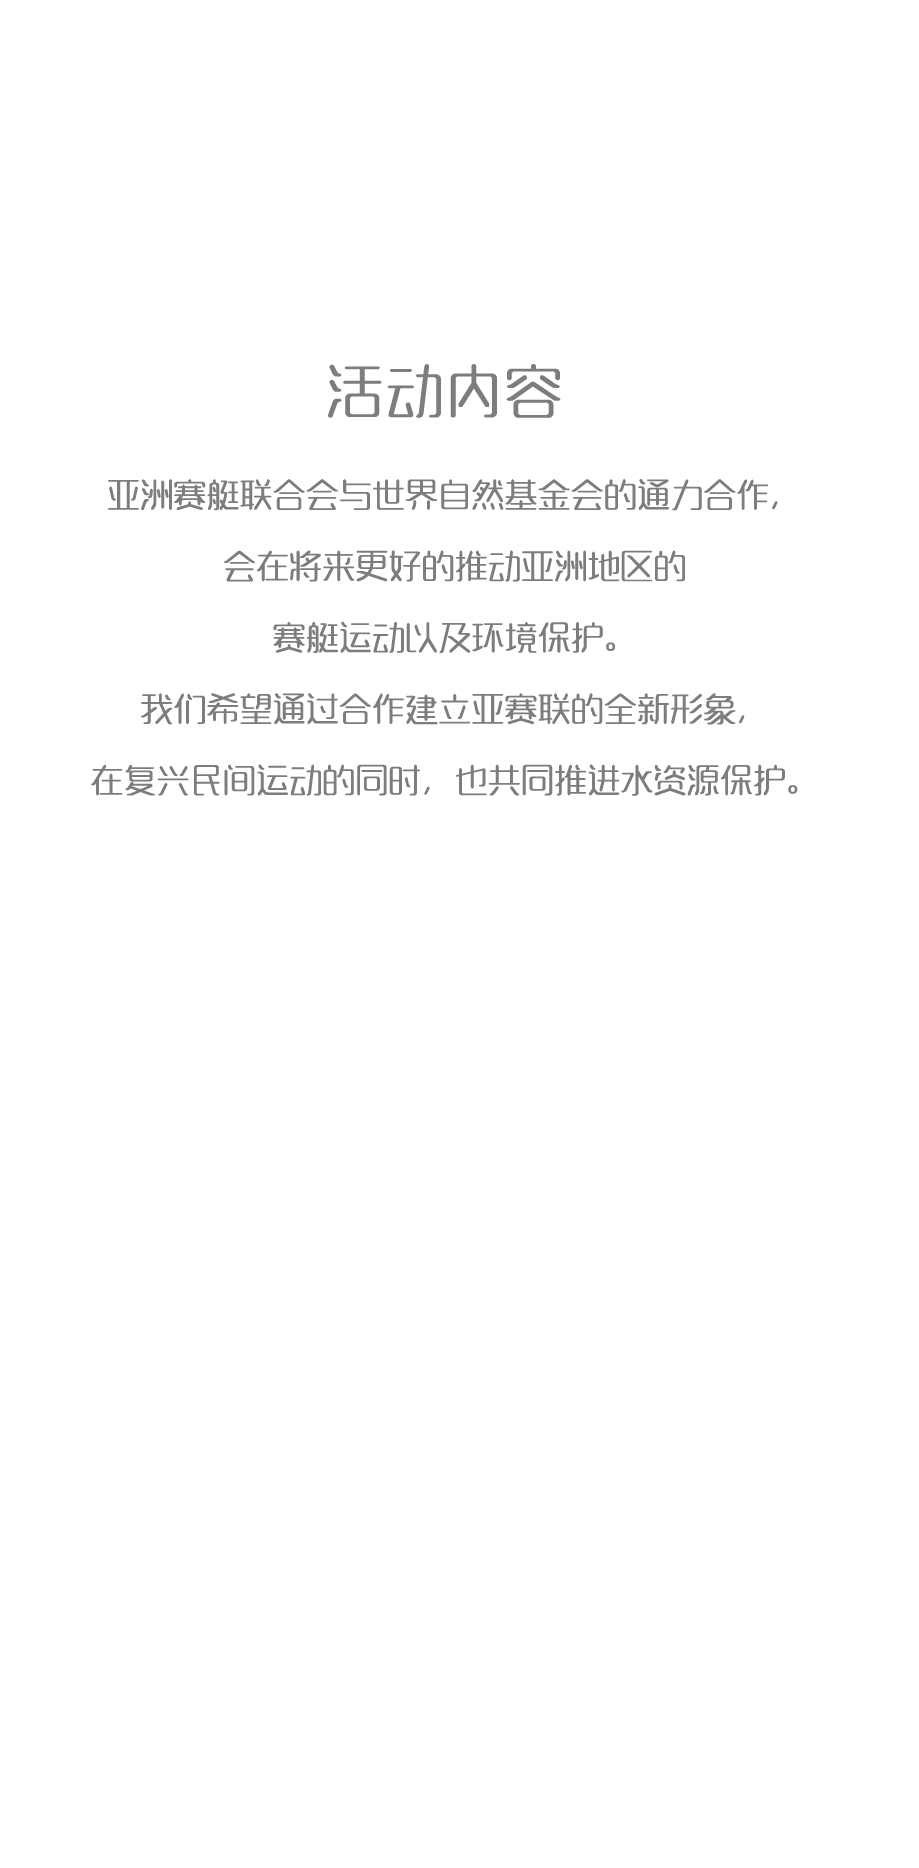 活动内容
亚洲赛艇联合会与世界自然基金会的通力合作,
会在将来更好的推动亚洲地区的
赛艇运动以及环境保护。
我们希望通过合作建立亚赛联的全新形象,
在复兴民间运动的同时, 也共同推进水资源保护。